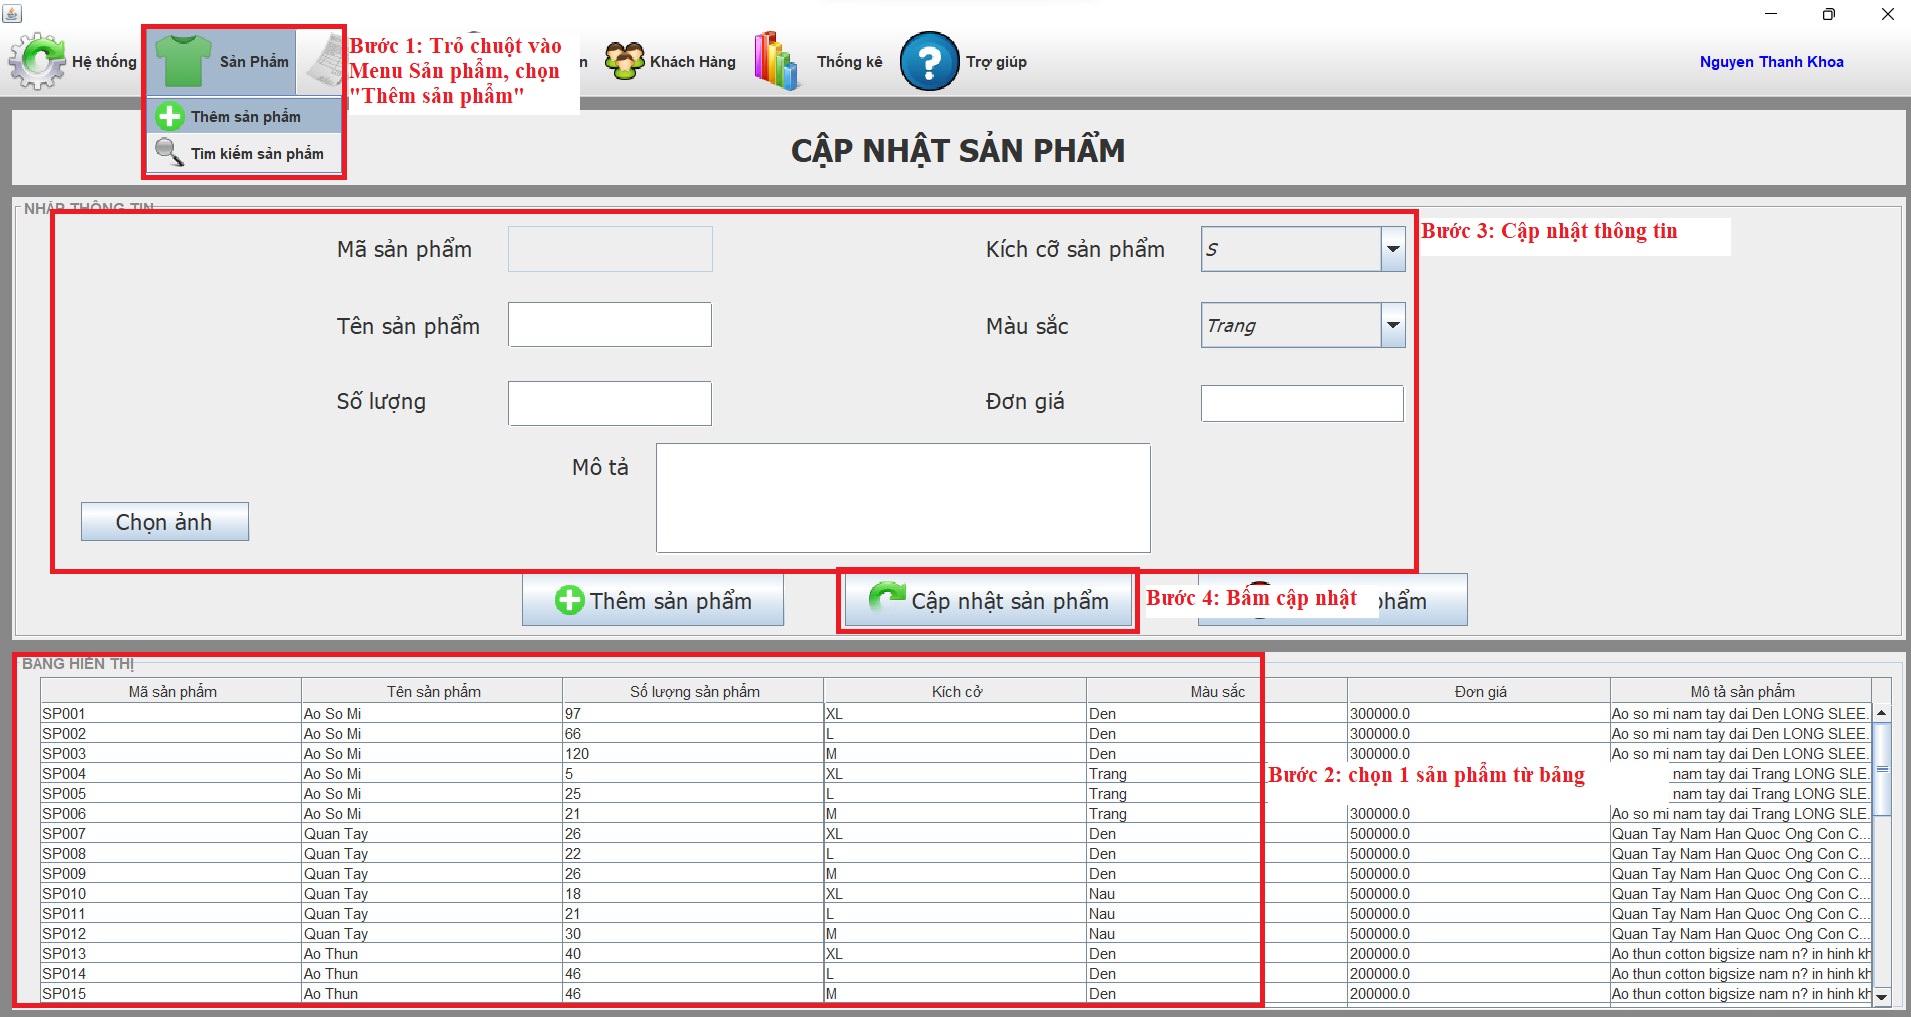 Hệ thống
Sản Phẩm
Bước 1: Trỏ chuột vào
Menu Sản phẩm, chọn
"Thêm sản phẩm"
n
Khách Hàng
Thống kê
Trợ giúp
Nguyen Thanh Khoa
Thêm sản phẩm
Tìm kiếm sản phẩm
CẬP NHẬT SẢN PHẨM
NHẬP THÔNG TIN
Bước 3: Cập nhật thông tin
Mã sản phẩm
Kích cỡ sản phẩm S
Tên sản phẩm
Màu sắc Trang
Số lượng
Đơn giá
Mô tả
Chọn ảnh
Thêm sản phẩm
Cập nhật sản phẩm
Bước 4: Bấm cập nhật
phẩm
BẢNG HIỂN THỊ
Mã sản phẩm Tên sản phẩm Số lượng sản phẩm Kích cở Màu sắc Đơn giá Mô tả sản phẩm
SP001 Ao So Mi 97 XL Den 300000.0 Ao so mi nam tay dai Den LONG SLEE...
SP002 Ao So Mi 66 L Den 300000.0 Ao so mi nam tay dai Den LONG SLEE...
SP003 Ao So Mi 120 M Den 300000.0 Ao so mi nam tay dai Den LONG SLEE...
SP004 Ao So Mi 5 XL Trang nam tay dai Trang LONG SLE...
Bước 2: chọn 1 sản phẩm từ bảng
SP005 Ao So Mi 25 L Trang nam tay dai Trang LONG SLE...
SP006 Ao So Mi 21 M Trang 300000.0 Ao so mi nam tay dai Trang LONG SLE...
SP007 Quan Tay 26 XL Den 500000.0 Quan Tay Nam Han Quoc Ong Con C...
SP008 Quan Tay 22 L Den 500000.0 Quan Tay Nam Han Quoc Ong Con C...
SP009 Quan Tay 26 M Den 500000.0 Quan Tay Nam Han Quoc Ong Con C...
SP010 Quan Tay 18 XL Nau 500000.0 Quan Tay Nam Han Quoc Ong Con C...
SP011 Quan Tay 21 L Nau 500000.0 Quan Tay Nam Han Quoc Ong Con C...
SP012 Quan Tay 30 M Nau 500000.0 Quan Tay Nam Han Quoc Ong Con C...
SP013 Ao Thun 40 XL Den 200000.0 Ao thun cotton bigsize nam n? in hinh kh
SP014 Ao Thun 46 L Den 200000.0 Ao thun cotton bigsize nam n? in hinh kh
SP015 Ao Thun 46 M Den 200000.0 Ao thun cotton bigsize nam n? in hinh kh